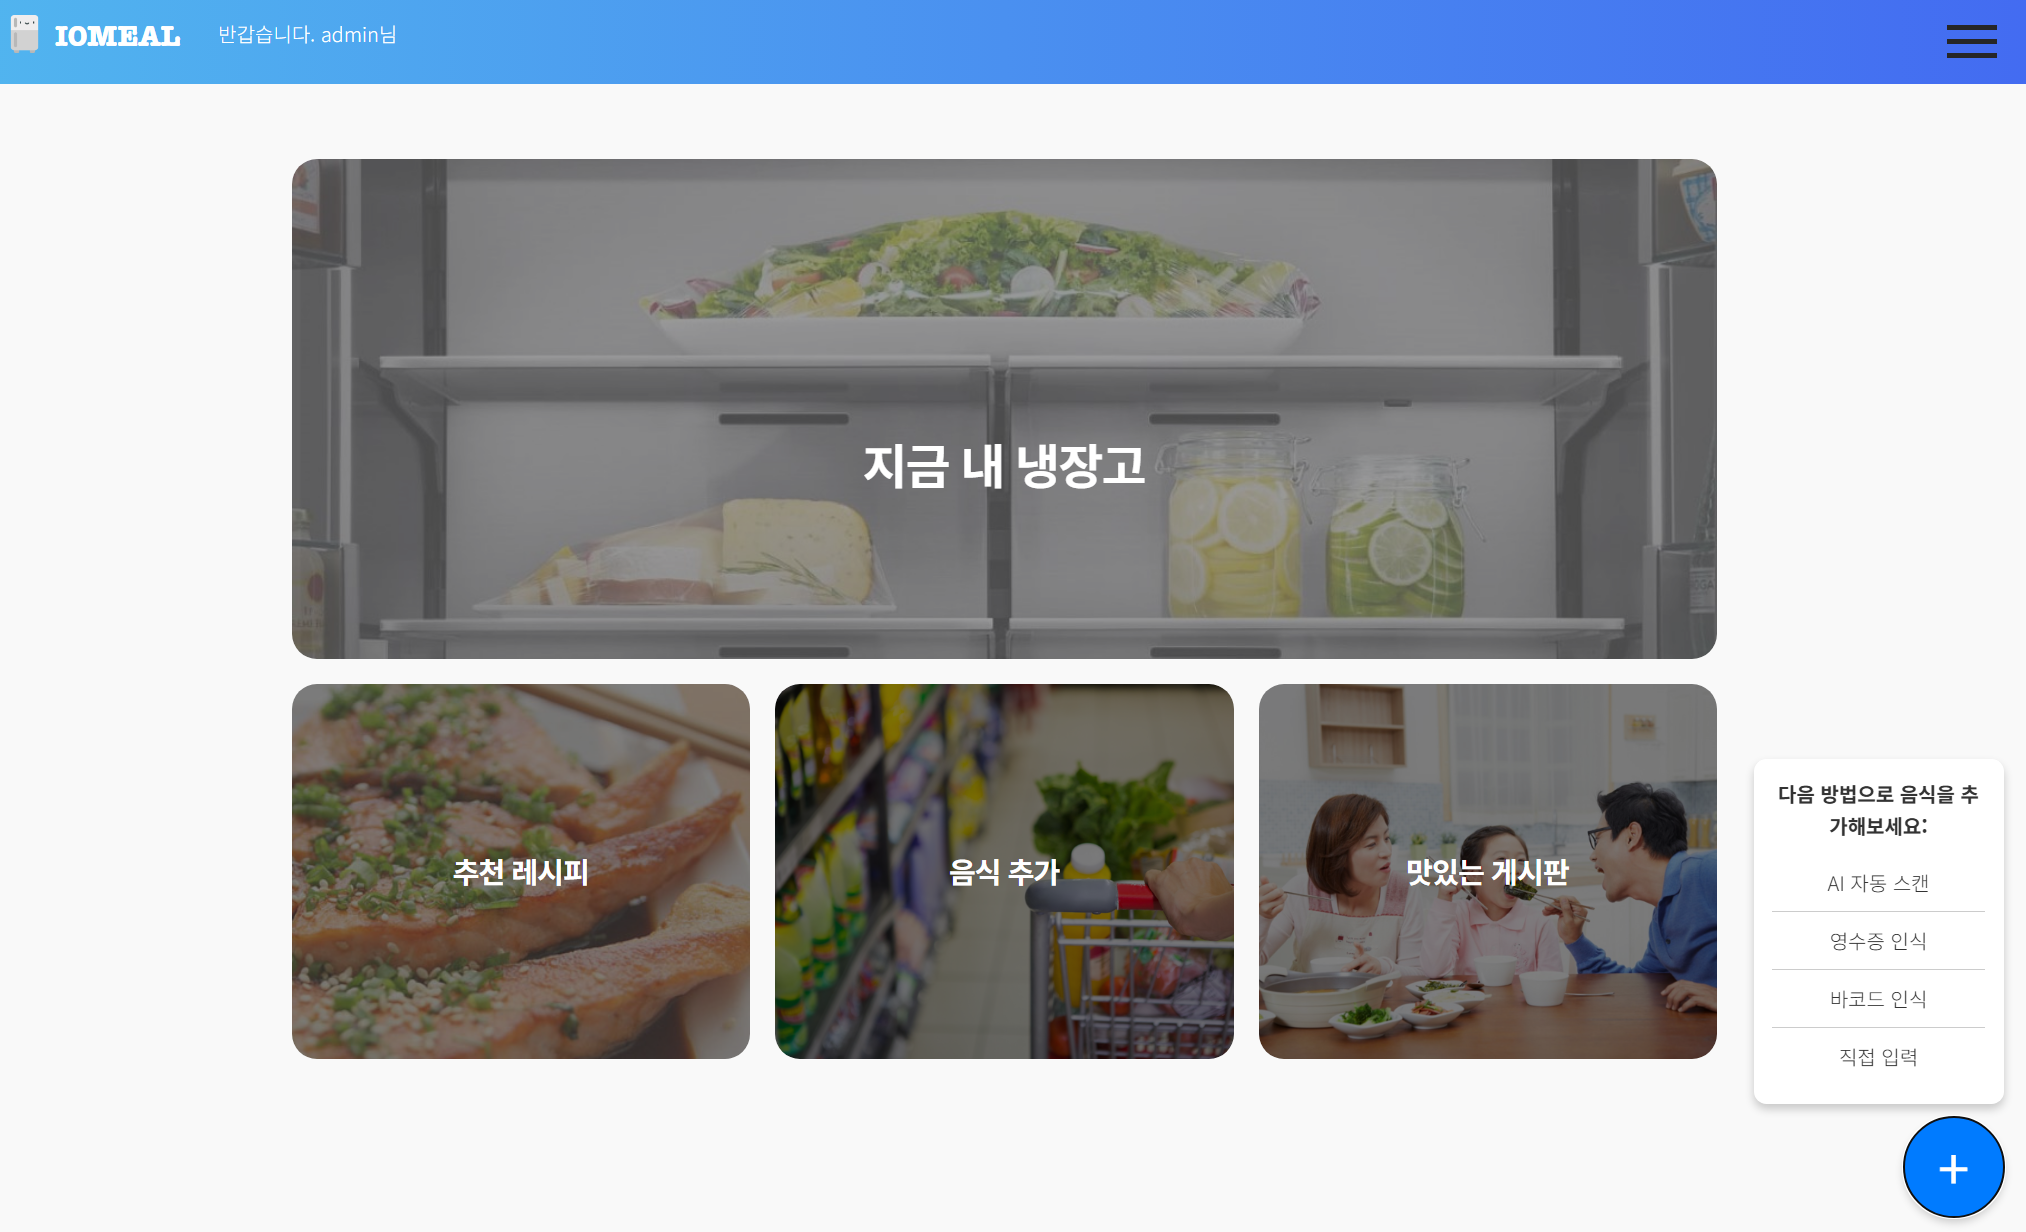 IOMEAL
반갑습니다. admin님
지금 내 냉장고
추천 레시피
음식 추가
맛있는 게시판
다음 방법으로 음식을 추
가해보세요:
AI 자동 스캔
영수증 인식
바코드 인식
직접 입력
+